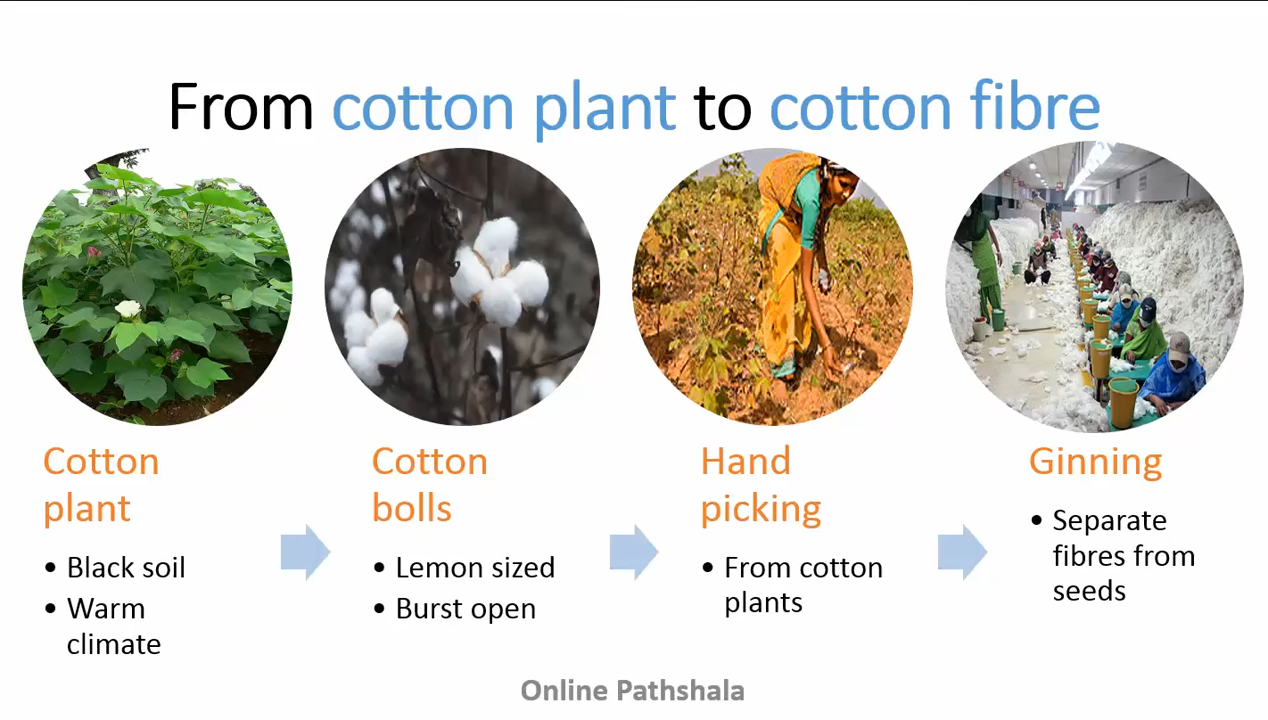 From cotton plant to cotton fibre
Cotton
plant
• Black soil
• Warm
climate
Cotton
bolls
• Lemon sized
• Burst open
Hand
picking
• From cotton
plants
Ginning
• Separate
fibres from
seeds
Online Pathshala